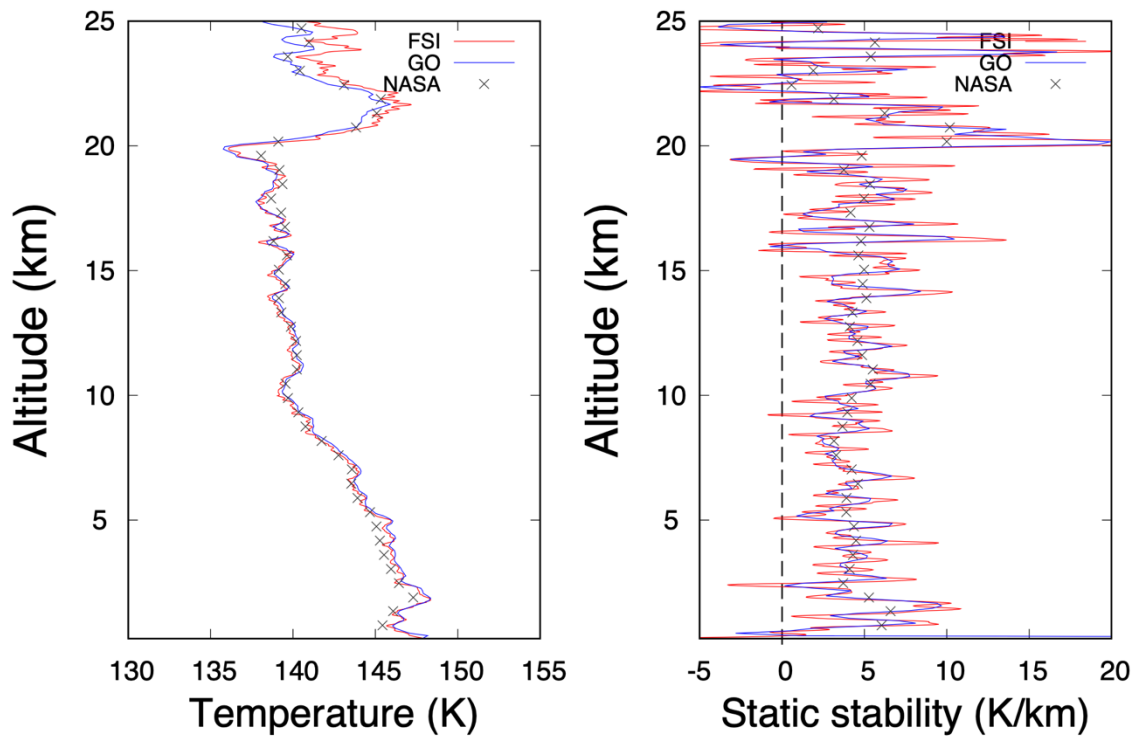 25
20
15
10
5
Altitude (km)
130 135 140 145 150 155
Temperature (K)
FSI
GO
NASA
25
20
15
10
5
Altitude (km)
-5 0 5 10 15 20
Static stability (K/km)
FSI
GO
NASA